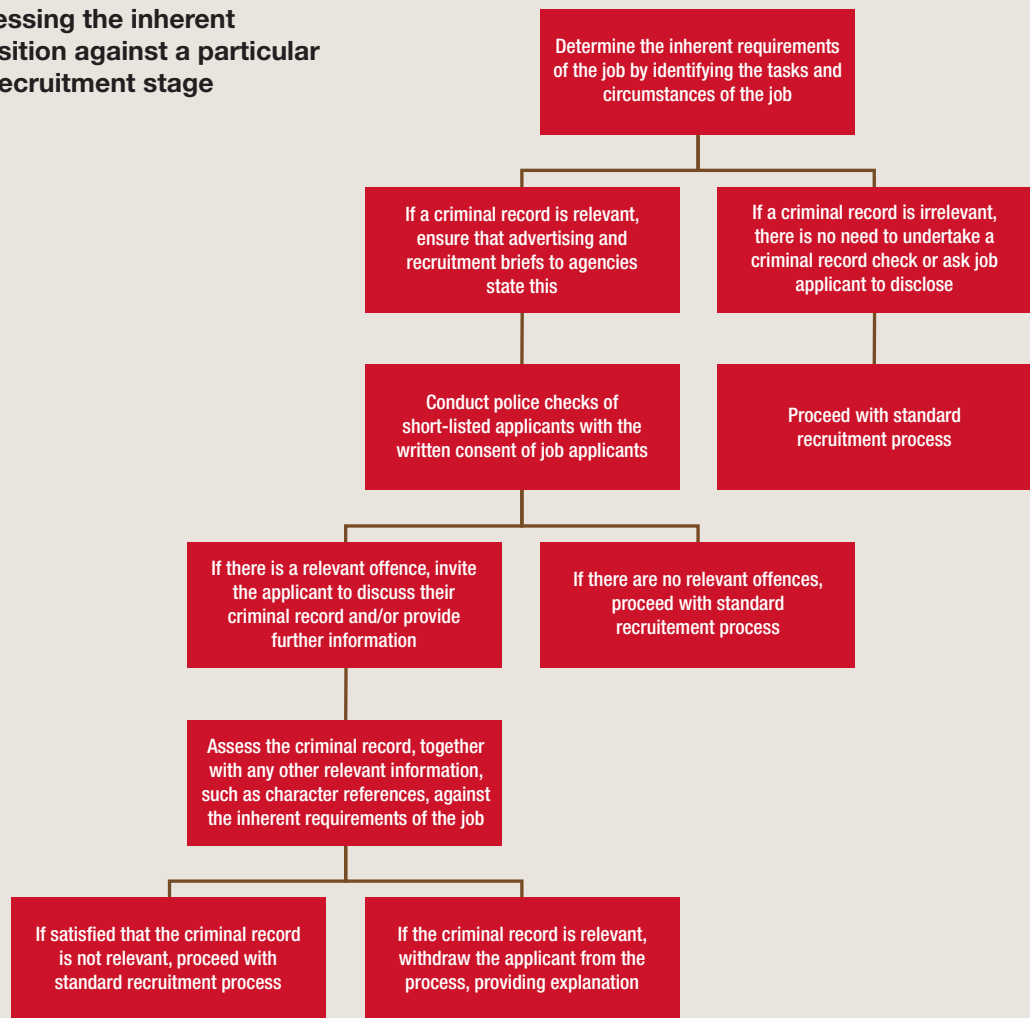 essing the inherent
sition against a particular
ecruitment stage
Determine the inherent requirements
of the job by identifying the tasks and
circumstances of the job
If a criminal record is relevant,
ensure that advertising and
recruitment briefs to agencies
state this
If a criminal record is irrelevant,
there is no need to undertake a
criminal record check or ask job
applicant to disclose
Conduct police checks of
short-listed applicants with the
written consent of job applicants
Proceed with standard
recruitment process
If there is a relevant offence, invite
the applicant to discuss their
criminal record and/or provide
further information
If there are no relevant offences,
proceed with standard
recruitement process
Assess the criminal record, together
with any other relevant information,
such as character references, against
the inherent requirements of the job
If satisfied that the criminal record
is not relevant, proceed with
standard recruitment process
If the criminal record is relevant,
withdraw the applicant from the
process, providing explanation